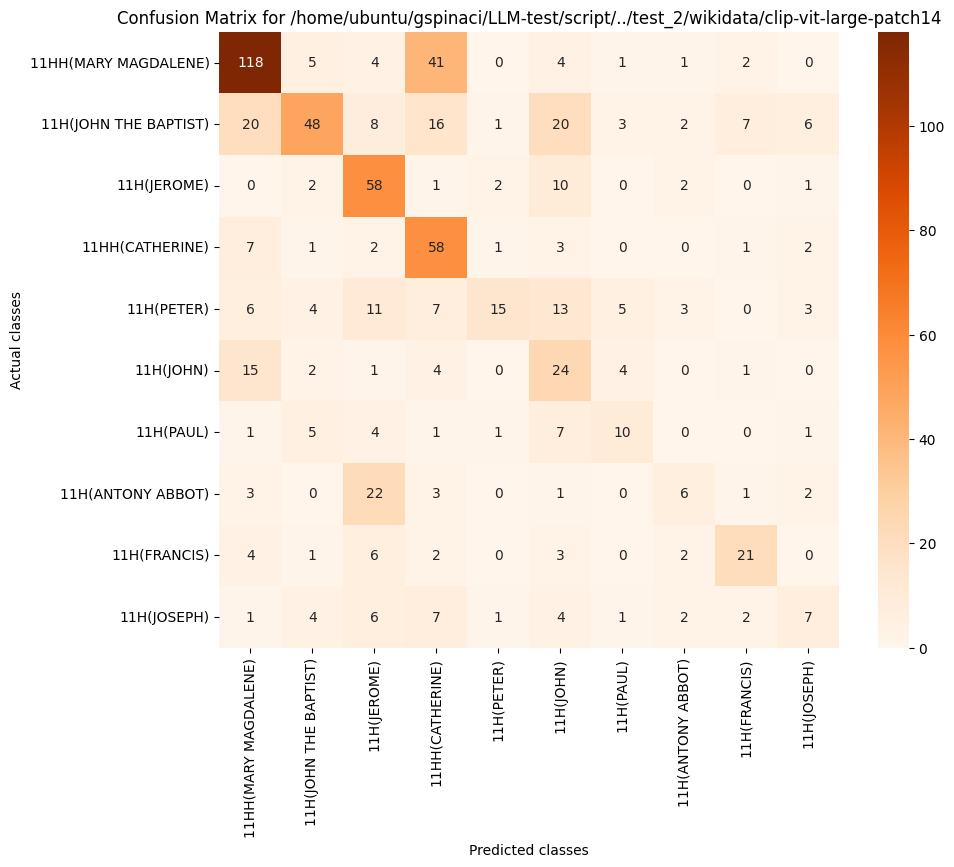 Confusion Matrix for /home/ubuntu/gspinaci/LLM-test/script/../test_2/wikidata/clip-vit-large-patch14
Actual classes
11HH(MARY MAGDALENE) 118 5 4 41 0 4 1 1 2 0
11H(JOHN THE BAPTIST) 20 48 8 16 1 20 3 2 7 6
11H(JEROME) 0 2 58 1 2 10 0 2 0 1
11HH(CATHERINE) 7 1 2 58 1 3 0 0 1 2
11H(PETER) 6 4 11 7 15 13 5 3 0 3
11H(JOHN) 15 2 1 4 0 24 4 0 1 0
11H(PAUL) 1 5 4 1 1 7 10 0 0 1
11H(ANTONY ABBOT) 3 0 22 3 0 1 0 6 1 2
11H(FRANCIS) 4 1 6 2 0 3 0 2 21 0
11H(JOSEPH) 1 4 6 7 1 4 1 2 2 7
11HH(MARY MAGDALENE)
11H(JOHN THE BAPTIST)
11H(JEROME)
11HH(CATHERINE)
11H(PETER)
11H(JOHN)
11H(PAUL)
11H(ANTONY ABBOT)
11H(FRANCIS)
11H(JOSEPH)
Predicted classes
100
80
60
40
20
0